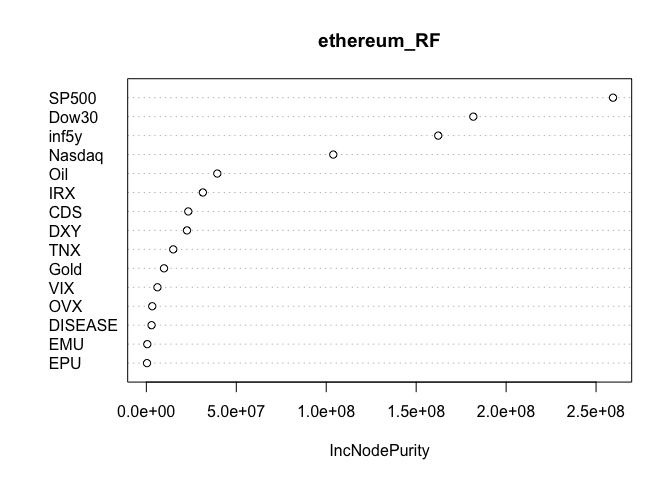 ethereum_RF
SP500
Dow30
inf5y
Nasdaq
Oil
IRX
CDS
DXY
TNX
Gold
VIX
OVX
DISEASE
EMU
EPU
0.0e+00 5.0e+07 1.0e+08 1.5e+08 2.0e+08 2.5e+08
IncNodePurity